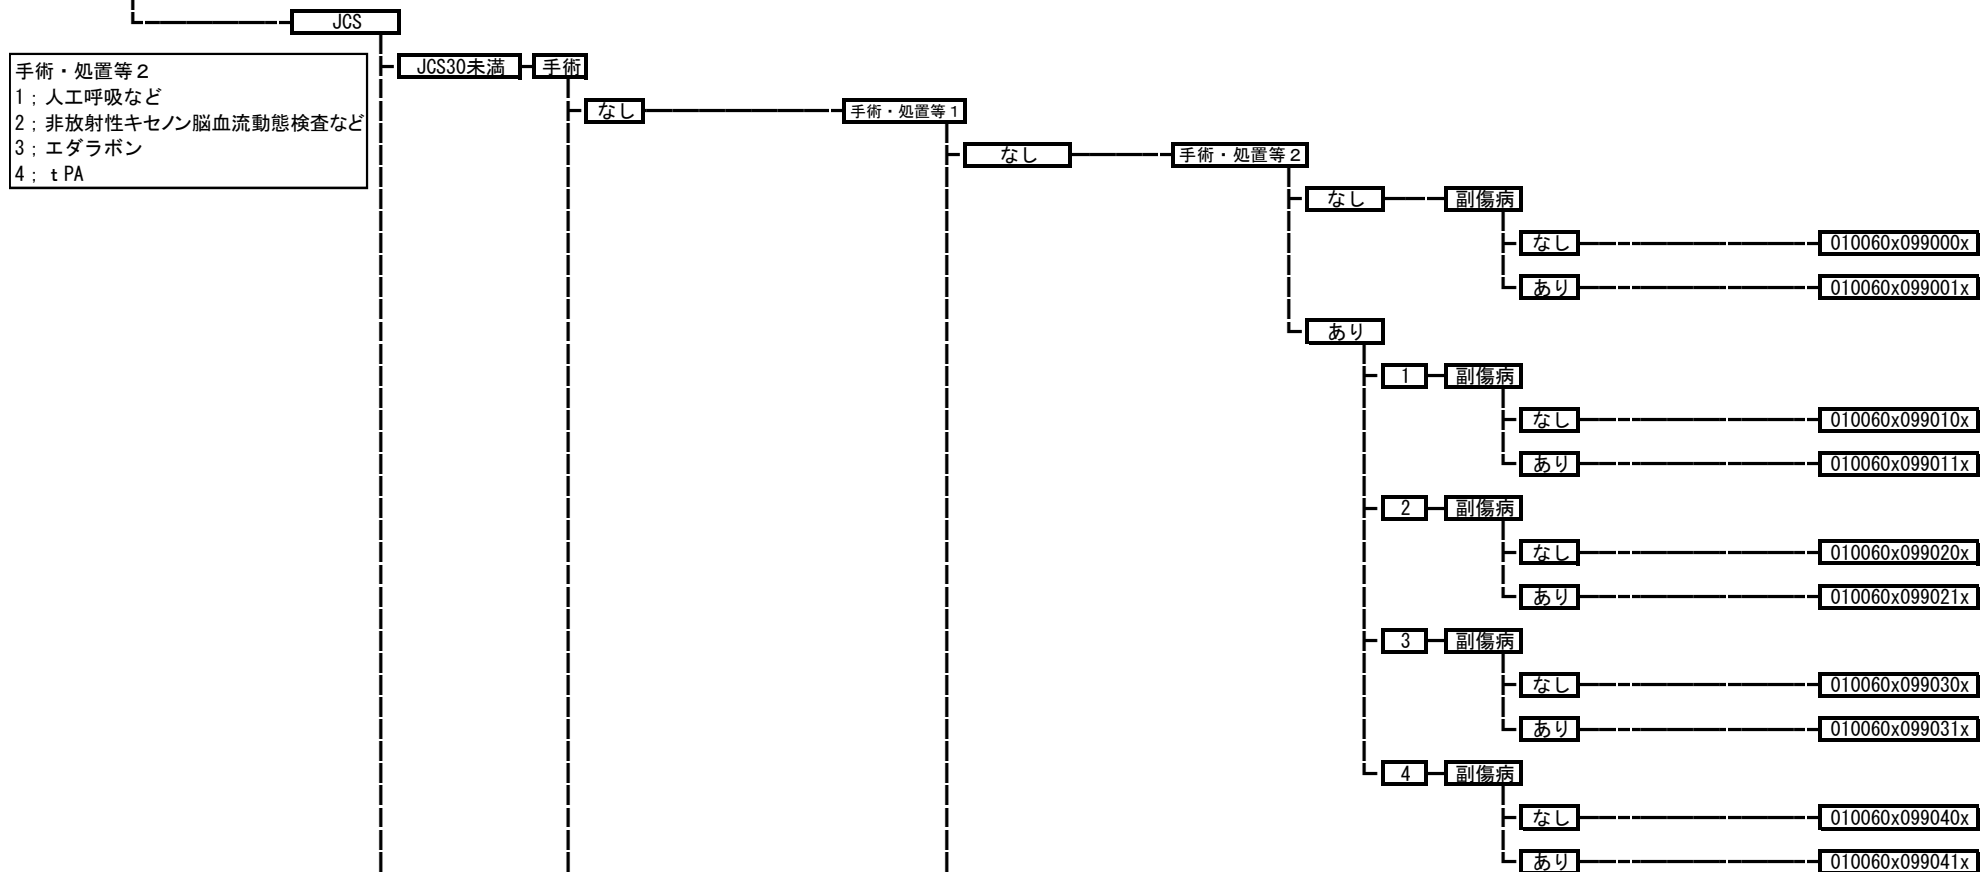 JCS
手術・処置等２
1；人工呼吸など
2；非放射性キセノン脳血流動態検査など
3；エダラボン
4；ｔPA
JCS30未満 手術
なし 手術・処置等１
なし 手術・処置等２
なし 副傷病
なし 010060x099000x
あり 010060x099001x
あり
1 副傷病
なし 010060x099010x
あり 010060x099011x
2 副傷病
なし 010060x099020x
あり 010060x099021x
3 副傷病
なし 010060x099030x
あり 010060x099031x
4 副傷病
なし 010060x099040x
あり 010060x099041x